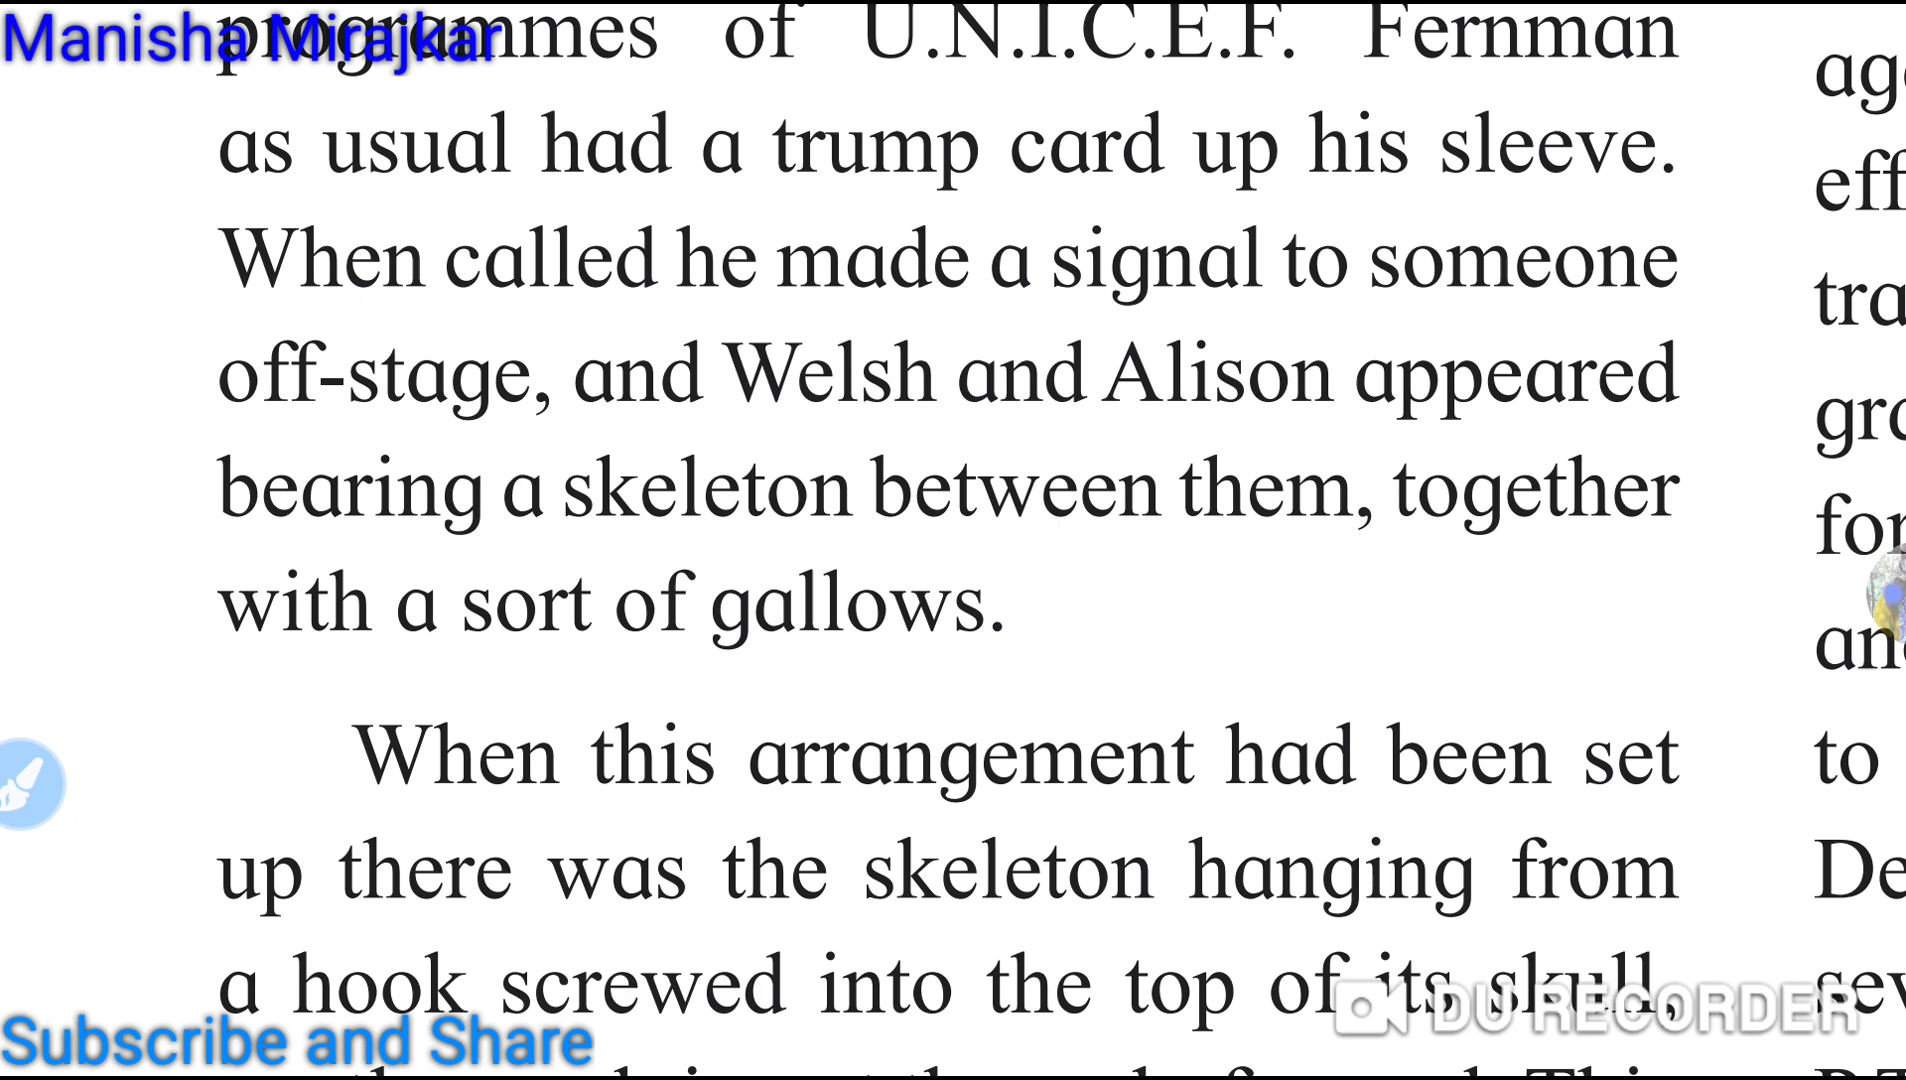 Manisha Mirajkar
programmes of U.N.I.C.E.F. Fernman
as usual had a trump card up his sleeve.
When called he made a signal to someone
off-stage, and Welsh and Alison appeared
bearing a skeleton between them, together
with a sort of gallows.
When this arrangement had been set
up there was the skeleton hanging from
a hook screwed into the top of its skull,
Subscribe and Share
DU RECORDER
to